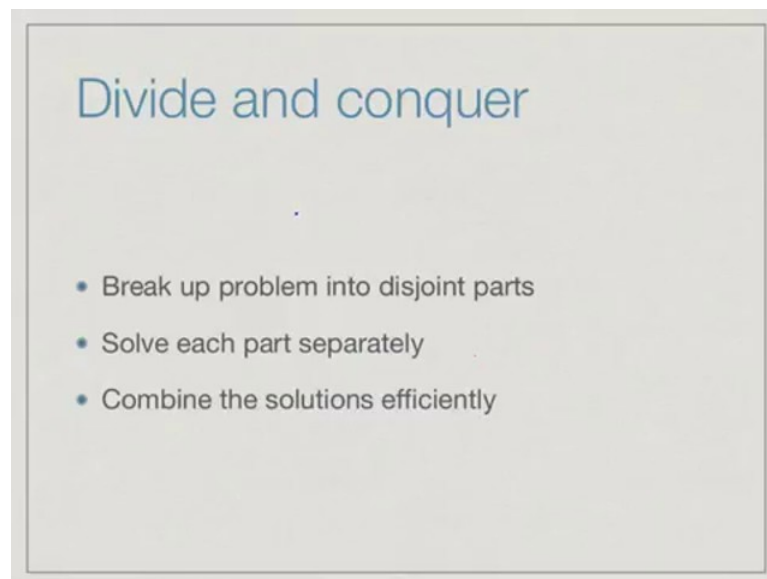 Divide and conquer
Break up problem into disjoint parts
Solve each part separately
Combine the solutions efficiently